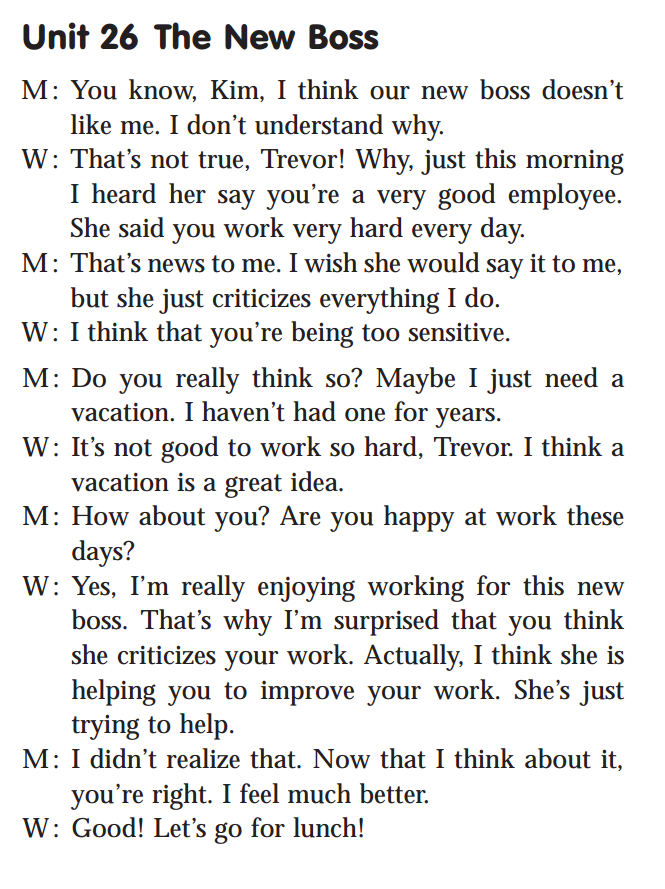 Unit 26 The New Boss
M: You know, Kim, I think our new boss doesn't
like me. I don't understand why.
W: That's not true, Trevor! Why, just this morning
I heard her say you're a very good employee.
She said you work very hard every day.
M: That's news to me. I wish she would say it to me,
but she just criticizes everything I do.
W: I think that you're being too sensitive.
M: Do you really think so? Maybe I just need a
vacation. I haven't had one for years.
W: It's not good to work so hard, Trevor. I think a
vacation is a great idea.
M: How about you? Are you happy at work these
days?
W: Yes, I'm really enjoying working for this new
boss. That's why I'm surprised that you think
she criticizes your work. Actually, I think she is
helping you to improve your work. She's just
trying to help.
M: I didn't realize that. Now that I think about it,
you're right. I feel much better.
W: Good! Let's go for lunch!